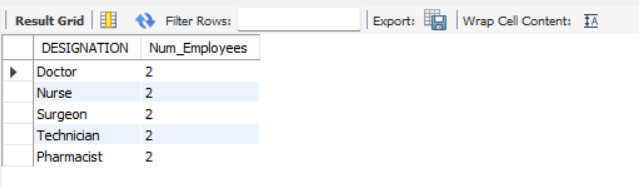 Result Grid Filter Rows: Export: Wrap Cell Content: IA
DESIGNATION Num_Employees
Doctor 2
Nurse 2
Surgeon 2
Technician 2
Pharmacist 2